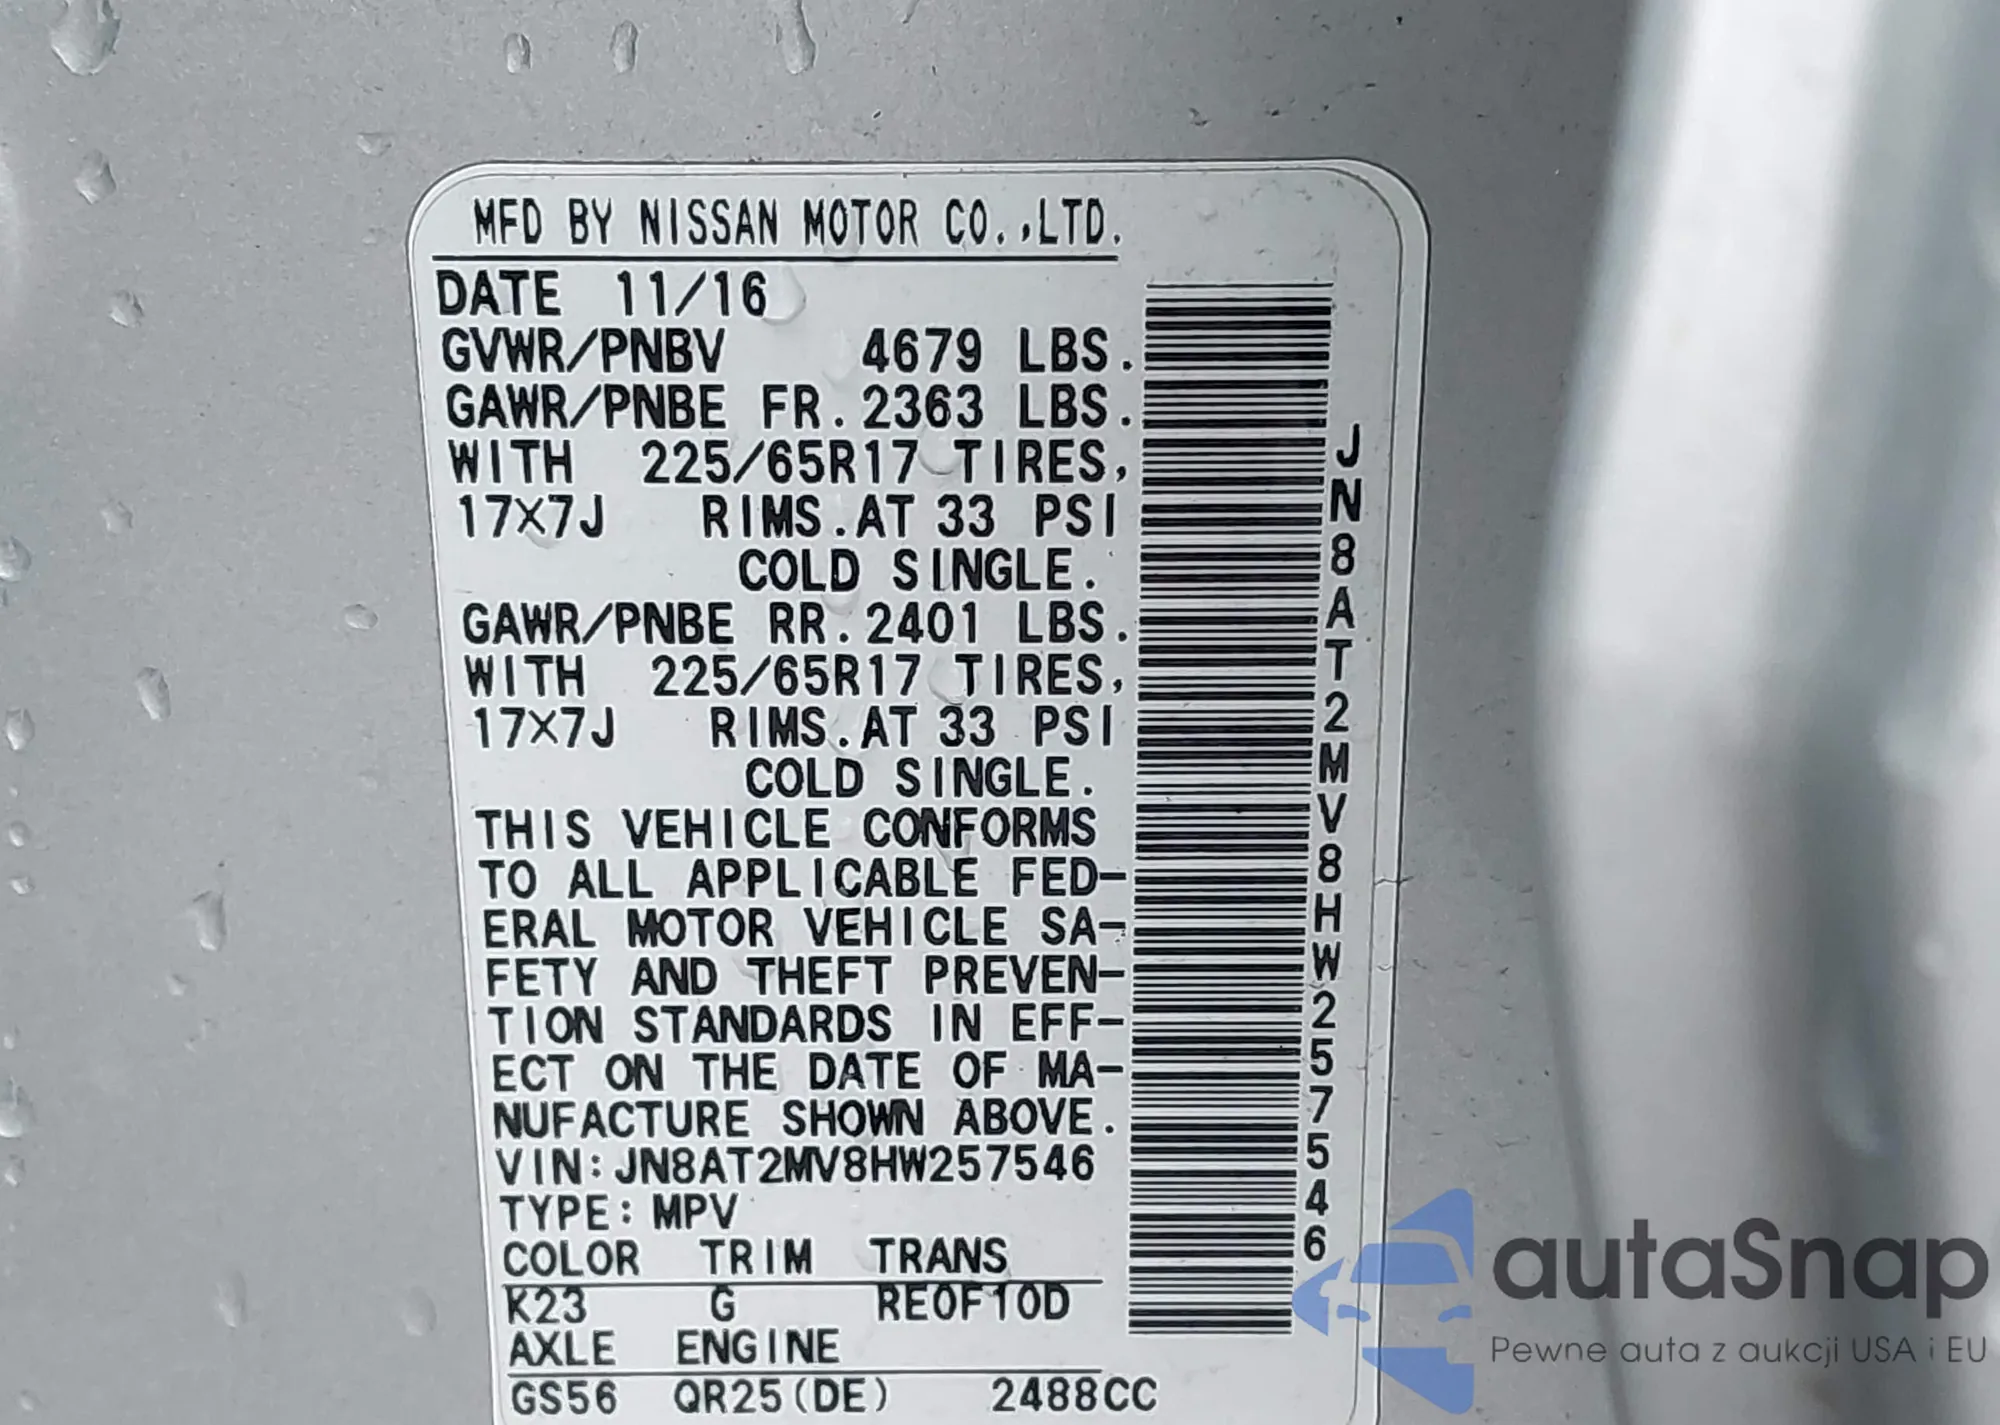 MFD BY NISSAN MOTOR CO.,LTD.
DATE 11/16
GVWR/PNBV 4679 LBS.
GAWR/PNBE FR.2363 LBS.
WITH 225/65R17 TIRES,
17X7J RIMS.AT 33 PSI
COLD SINGLE.
GAWR/PNBE RR.2401 LBS.
WITH 225/65R17 TIRES,
17X7J RIMS.AT 33 PSI
COLD SINGLE.
THIS VEHICLE CONFORMS
TO ALL APPLICABLE FED-
ERAL MOTOR VEHICLE SA-
FETY AND THEFT PREVEN-
TION STANDARDS IN EFF-
ECT ON THE DATE OF MA-
NUFACTURE SHOWN ABOVE.
VIN:JN8AT2MV8HW257546
TYPE:MPV
COLOR TRIM TRANS
K23 G RE0F10D
AXLE ENGINE
GS56 QR25(DE) 2488CC
JN8AT2MV8HW257546
autaSnap
Pewne auta z aukcji USA i EU